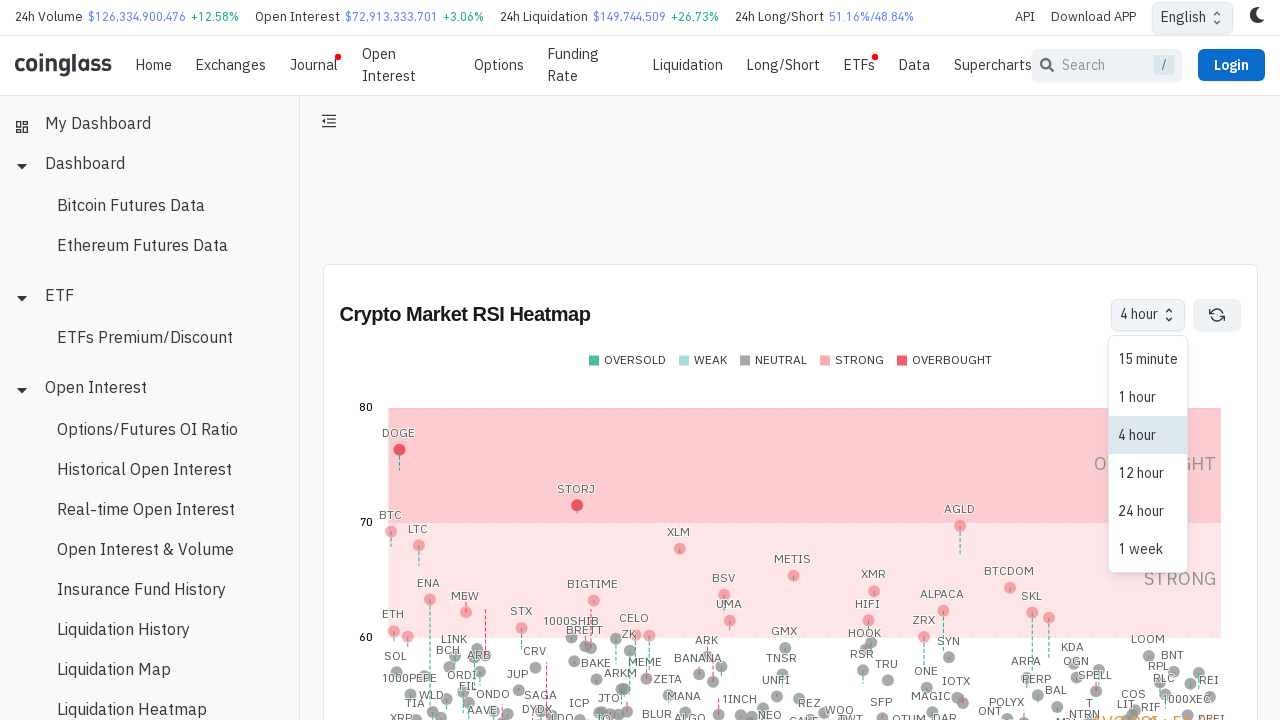 24h Volume $126,334,900,476 +12.58% Open Interest $72,913,333,701 +3.06% 24h Liquidation $149,744,509 +26.73% 24h Long/Short 51.16%/48.84% API Download APP English
coinglass Home Exchanges Journal Open Interest Options Funding Rate Liquidation Long/Short ETFs Data Supercharts Search / Login
My Dashboard
Dashboard
Bitcoin Futures Data
Ethereum Futures Data
ETF
ETFs Premium/Discount
Open Interest
Options/Futures OI Ratio
Historical Open Interest
Real-time Open Interest
Open Interest & Volume
Insurance Fund History
Liquidation History
Liquidation Map
Liquidation Heatmap
Crypto Market RSI Heatmap 4 hour
15 minute
1 hour
4 hour
12 hour
24 hour
1 week
OVERSOLD WEAK NEUTRAL STRONG OVERBOUGHT
80
DOGE
STORJ
70
BTC
LTC
AGLD
XLM
METIS
BTCDOM
XMR
BSV
ENA
BIGTIME
MEW
ALPACA
SKL
STRONG
UMA
HIFI
STX
ETH
CELO
1000SHIB
ZRX
60
BRETT
ZK
GMX
HOOK
LINK
ARK
SYN
LOOM
KDA
BCH
ARB
SOL
BANANA
TNSR
RSR
ARPA
OGN
BNT
BAKE
MEME
TRU
RPL
JUP
ARKM
ZETA
ONE
SPELL
1000PEPE
ORDI
UNFI
IOTX
PERP
RLC
REI
FIL
WLD
ONDO
SAGA
JTO
MANA
1INCH
MAGIC
BAL
COS
1000XEC
TIA
AAVE
DYDX
ICP
REZ
SFP
POLYX
T
LIT
RIF
XRP
BLUR
ALGO
NEO
WOO
OTUM
DAR
ONT
NTRN